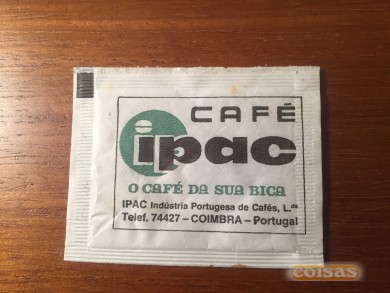 CAFÉ
ipac
O CAFÉ DA SUA BICA
IPAC Indústria Portugesa de Cafés, L.da
Telef. 74427 – COIMBRA – Portugal
coisas